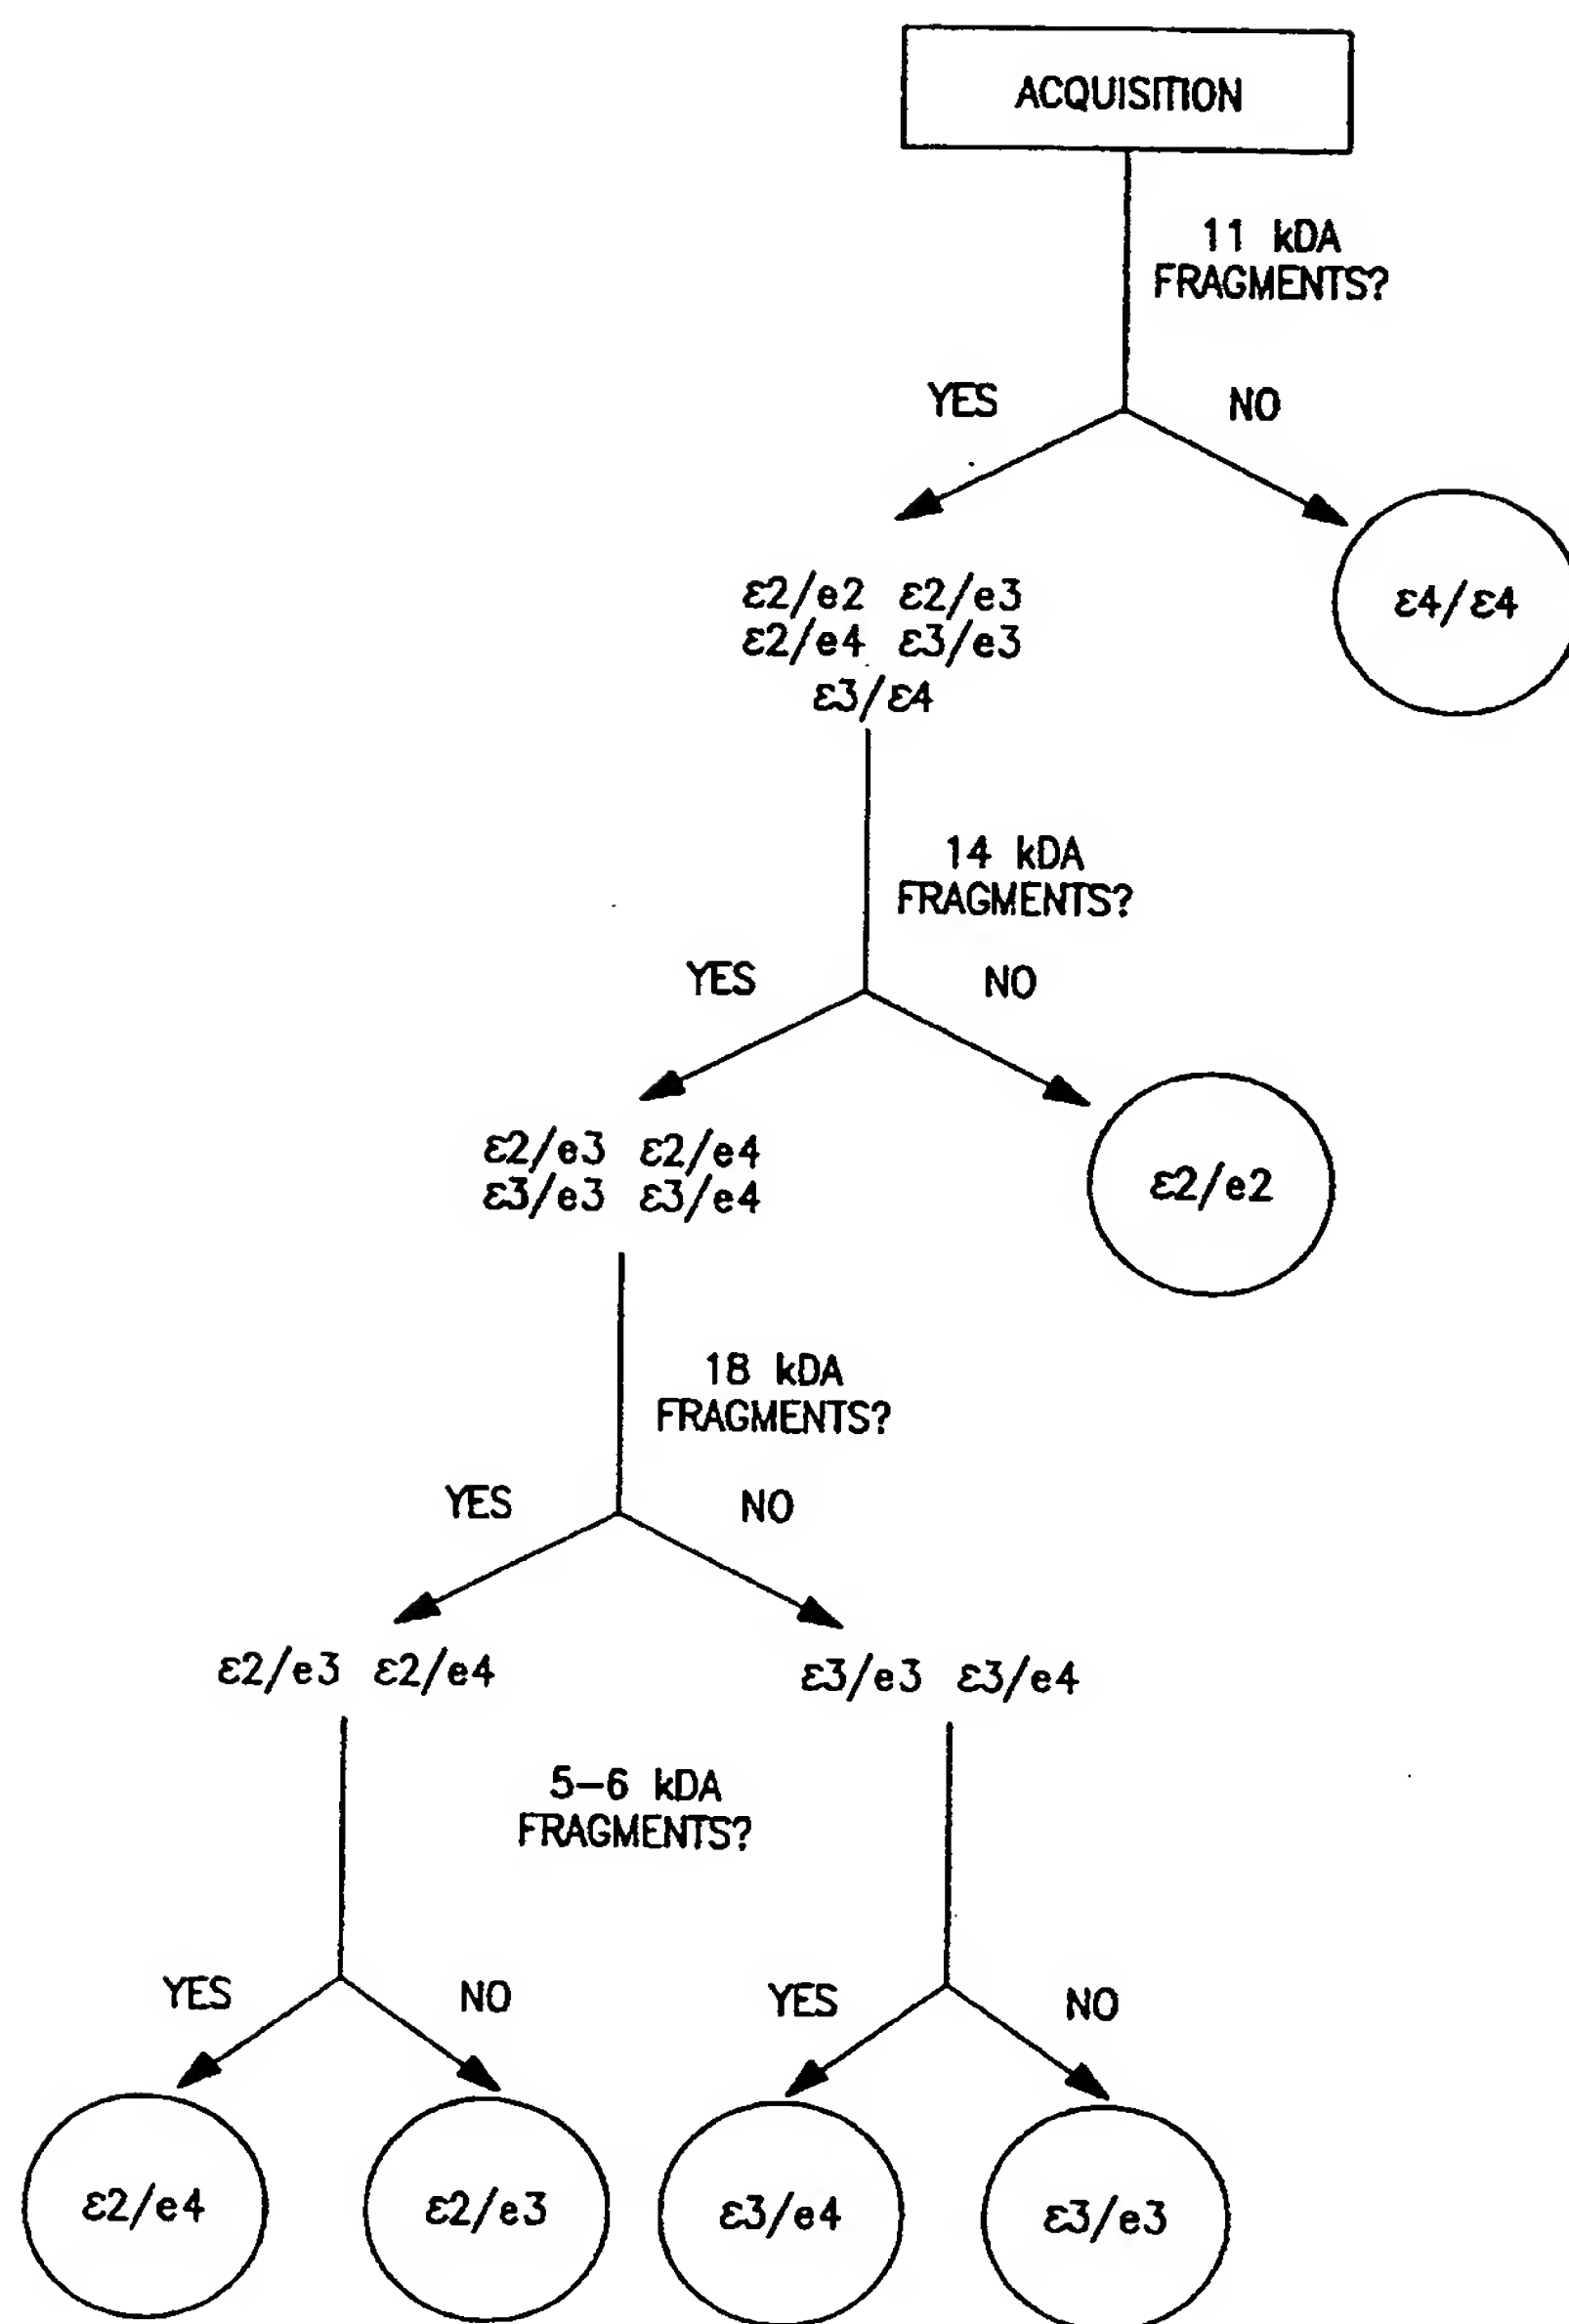 ACQUISITION
11 kDA
FRAGMENTS?
YES NO
ε2/e2 ε2/e3
ε2/e4 ε3/e3
ε3/ε4
ε4/ε4
14 kDA
FRAGMENTS?
YES NO
ε2/e3 ε2/e4
ε3/e3 ε3/e4
ε2/e2
18 kDA
FRAGMENTS?
YES NO
ε2/e3 ε2/e4
ε3/e3 ε3/e4
5-6 kDA
FRAGMENTS?
YES NO YES NO
ε2/e4 ε2/e3 ε3/e4 ε3/e3